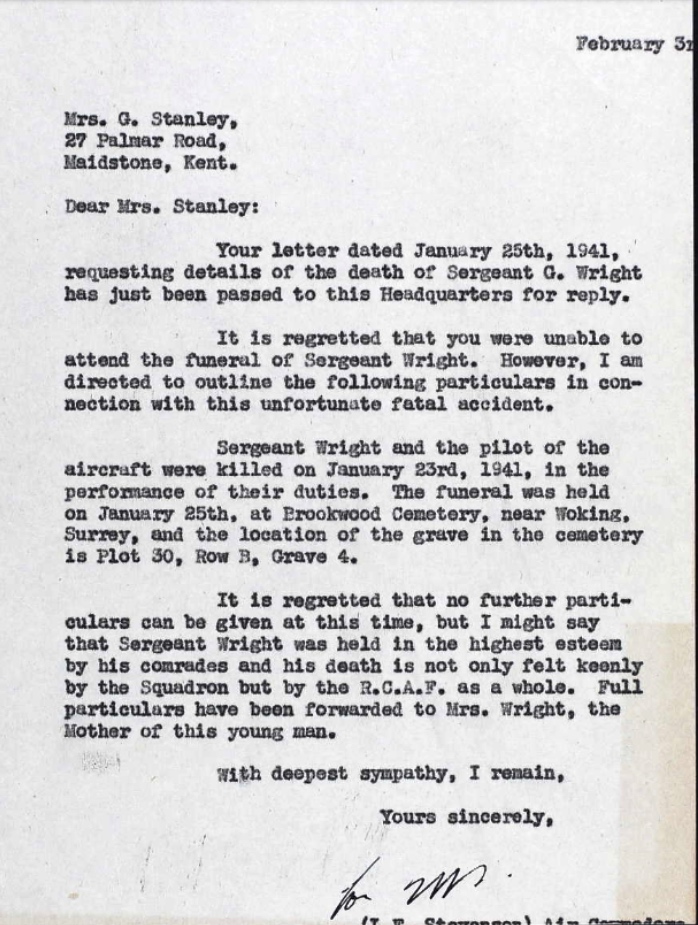 February 3r
Mrs. G. Stanley,
27 Palmar Road,
Maidstone, Kent.
Dear Mrs. Stanley:
Your letter dated January 25th, 1941,
requesting details of the death of Sergeant G. Wright
has just been passed to this Headquarters for reply.
It is regretted that you were unable to
attend the funeral of Sergeant Wright. However, I am
directed to outline the following particulars in con-
nection with this unfortunate fatal accident.
Sergeant Wright and the pilot of the
aircraft were killed on January 23rd, 1941, in the
performance of their duties. The funeral was held
on January 25th, at Brookwood Cemetery, near Woking,
Surrey, and the location of the grave in the cemetery
is Plot 30, Row B, Grave 4.
It is regretted that no further parti-
culars can be given at this time, but I might say
that Sergeant Wright was held in the highest esteem
by his comrades and his death is not only felt keenly
by the Squadron but by the R.C.A.F. as a whole. Full
particulars have been forwarded to Mrs. Wright, the
Mother of this young man.
With deepest sympathy, I remain,
Yours sincerely,
for
Stevenson) Air Commodore